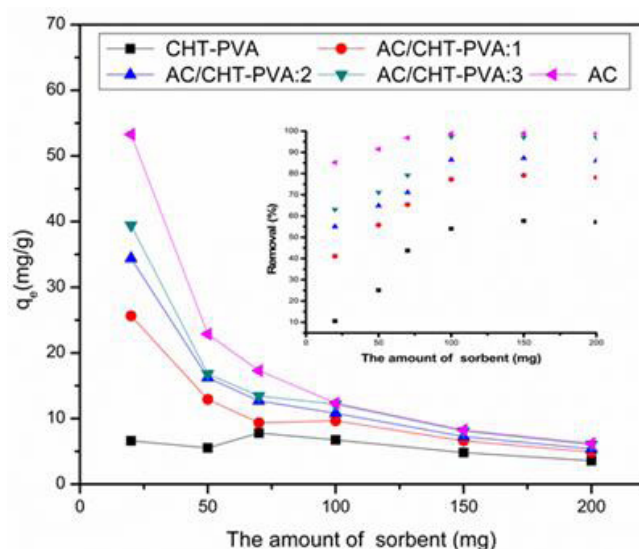 70
60
50
40
30
20
10
0
qe(mg/g)
CHT-PVA AC/CHT-PVA:1
AC/CHT-PVA:2 AC/CHT-PVA:3 AC
100
90
80
70
60
50
40
30
20
10
Removal (%)
0 50 100 150 200
The amount of sorbent (mg)
0 50 100 150 200
The amount of sorbent (mg)